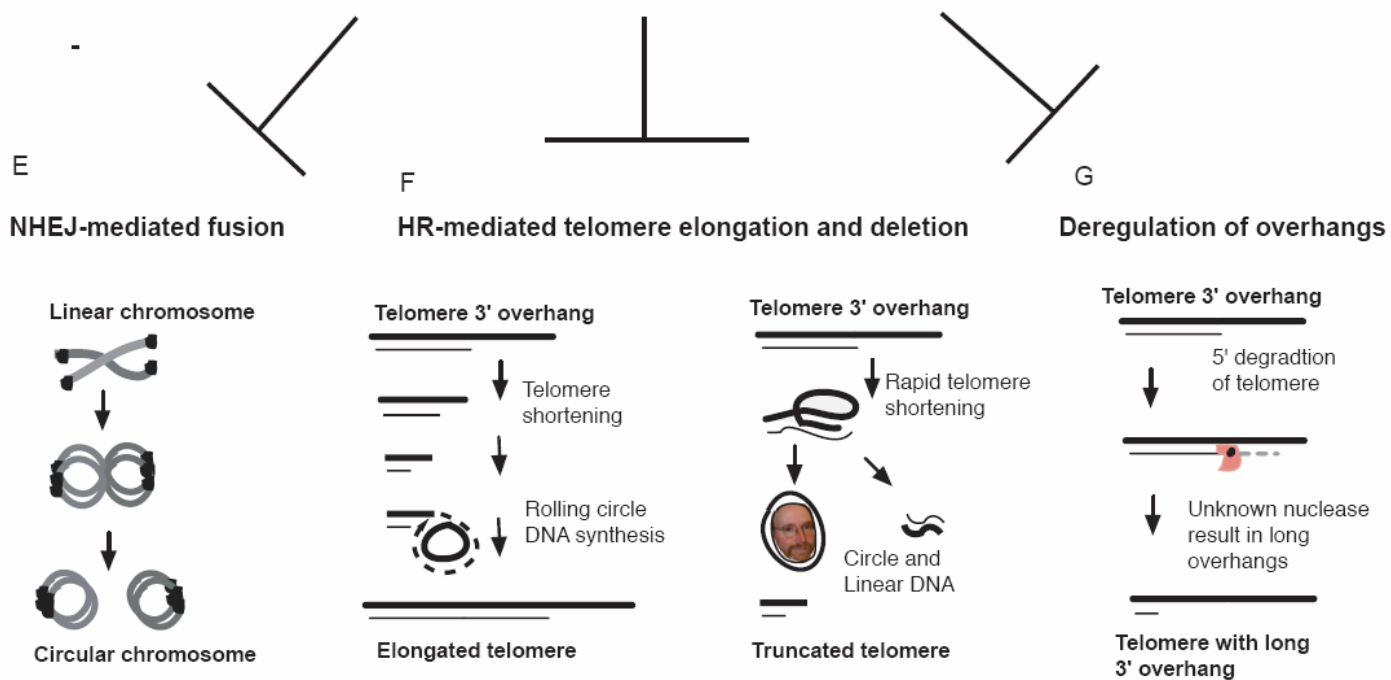 -
E
NHEJ-mediated fusion
Linear chromosome
Circular chromosome
F
HR-mediated telomere elongation and deletion
Telomere 3' overhang
Telomere
shortening
Rolling circle
DNA synthesis
Elongated telomere
Telomere 3' overhang
Rapid telomere
shortening
Circle and
Linear DNA
Truncated telomere
G
Deregulation of overhangs
Telomere 3' overhang
5' degradtion
of telomere
Unknown nuclease
result in long
overhangs
Telomere with long
3' overhang